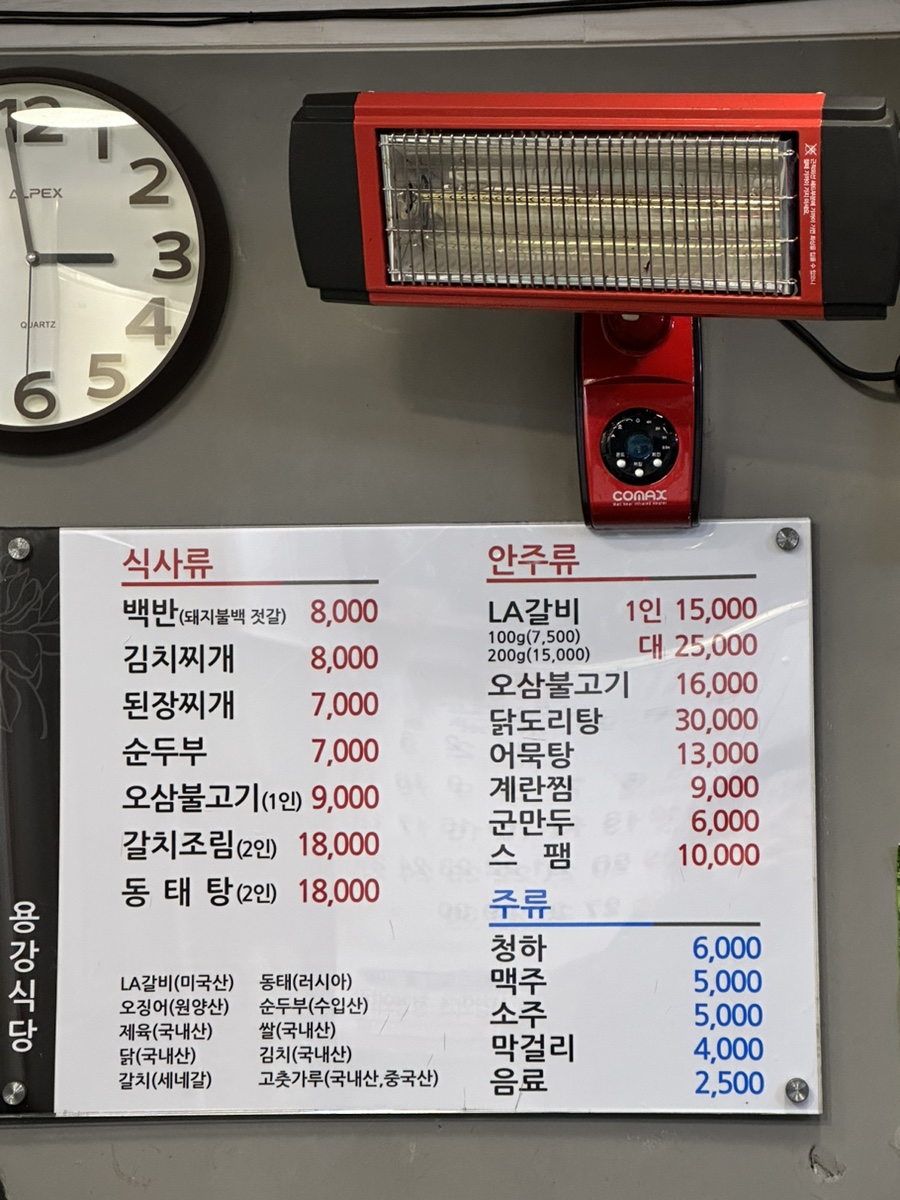 12
1
2
ALPEX
3
4
QUARTZ
5
6
COMAX
식사류
백반(돼지불백 젓갈) 8,000
김치찌개 8,000
된장찌개 7,000
순두부 7,000
오삼불고기(1인) 9,000
갈치조림(2인) 18,000
동 태 탕(2인) 18,000
LA갈비(미국산) 동태(러시아)
오징어(원양산) 순두부(수입산)
제육(국내산) 쌀(국내산)
닭(국내산) 김치(국내산)
갈치(세네갈) 고춧가루(국내산,중국산)
안주류
LA갈비 1인 15,000
100g(7,500)
200g(15,000) 대 25,000
오삼불고기 16,000
닭도리탕 30,000
어묵탕 13,000
계란찜 9,000
군만두 6,000
스 팸 10,000
주류
청하 6,000
맥주 5,000
소주 5,000
막걸리 4,000
음료 2,500
용강식당